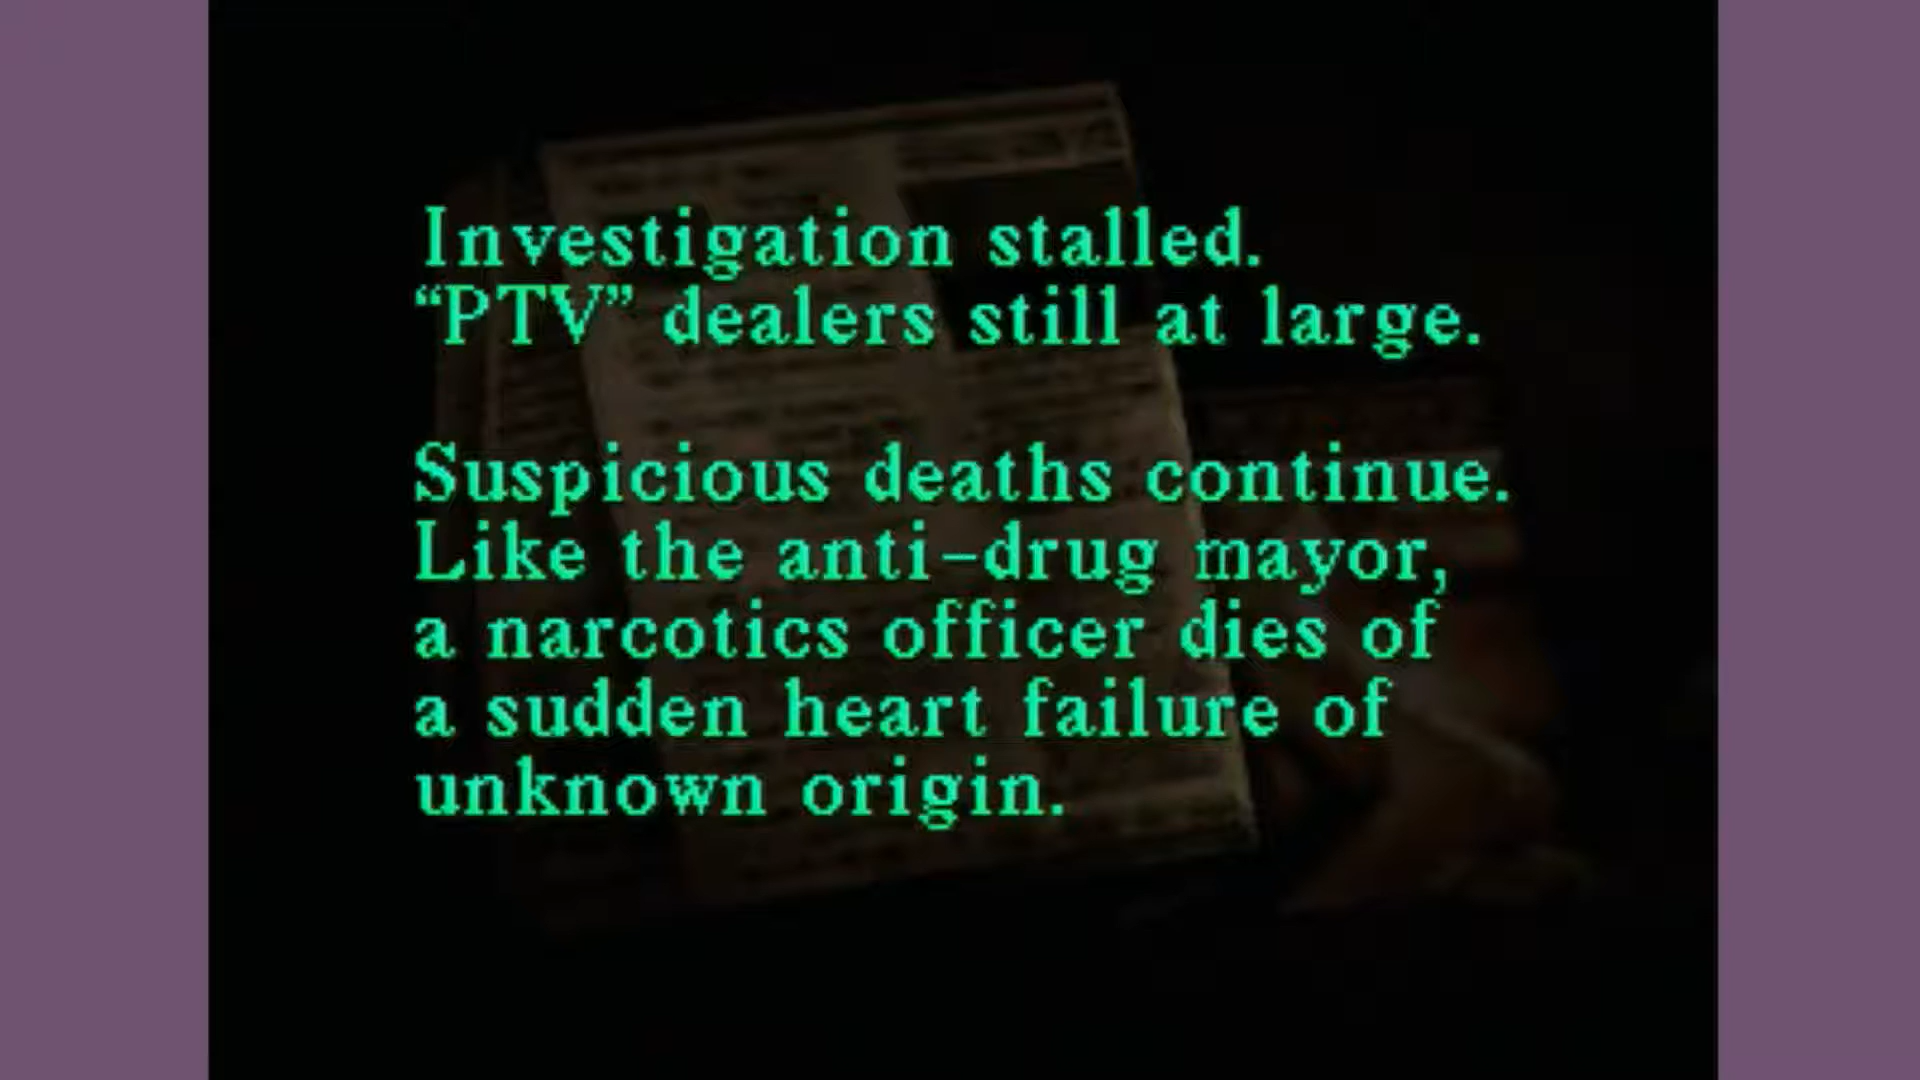 Investigation stalled.
“PTV” dealers still at large.
Suspicious deaths continue.
Like the anti-drug mayor,
a narcotics officer dies of
a sudden heart failure of
unknown origin.